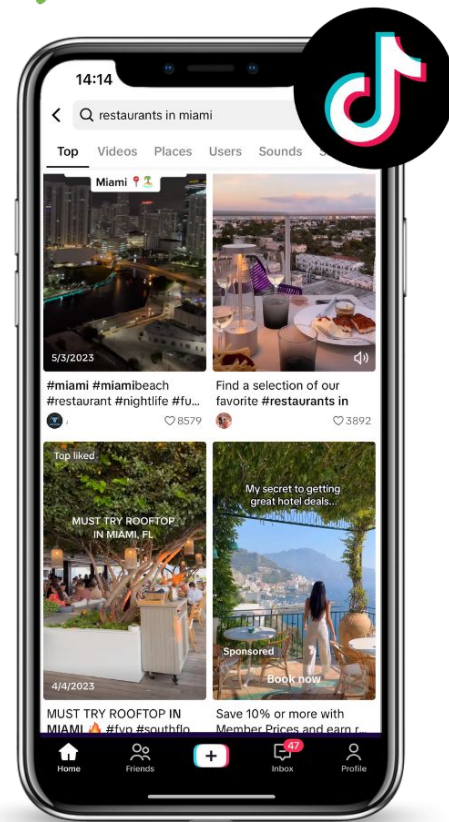 14:14
restaurants in miami
Top Videos Places Users Sounds
Miami
5/3/2023
#miami #miamibeach
#restaurant #nightlife #fu...
8579
Find a selection of our
favorite #restaurants in
3892
Top liked
MUST TRY ROOFTOP
IN MIAMI, FL
4/4/2023
MUST TRY ROOFTOP IN
MIAMI 🔥 #fyp #southflo
My secret to getting
great hotel deals...
Sponsored
Book now
Save 10% or more with
Member Prices and earn r...
47
Home Friends Inbox Profile